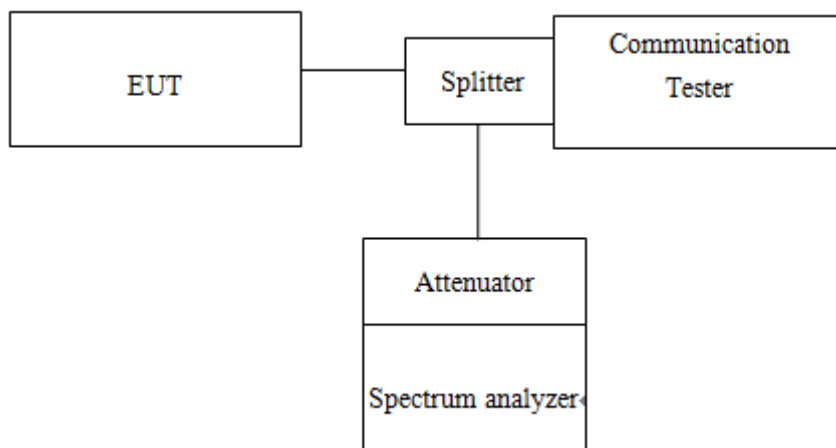 EUT
Splitter
Communication
Tester
Attenuator
Spectrum analyzer